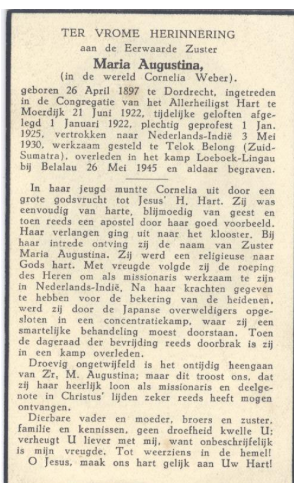 TER VROME HERINNERING
aan de Eerwaarde Zuster
Maria Augustina,
(in de wereld Cornelia Weber).
geboren 26 April 1897 te Dordrecht, ingetreden
in de Congregatie van het Allerheiligst Hart te
Moerdijk 21 Juni 1922, tijdelijke geloften afge-
legd 1 Januari 1922, plechtig geprofest 1 Jan.
1925, vertrokken naar Nederlands-Indië 3 Mei
1930, werkzaam gesteld te Telok Belong (Zuid-
Sumatra), overleden in het kamp Loeboek-Lingau
bij Belalau 26 Mei 1945 en aldaar begraven.
In haar jeugd muntte Cornelia uit door een
grote godsvrucht tot Jesus' H, Hart. Zij was
eenvoudig van harte, blijmoedig van geest en
toen reeds een apostel door haar goed voorbeeld.
Haar verlangen ging uit naar het klooster. Bij
haar intrede ontving zij de naam van Zuster
Maria Augustina. Zij werd een religieuse naar
Gods hart. Met vreugde volgde zij de roeping
des Heren om als missionaris werkzaam te zijn
in Nederlands-Indië, Na haar krachten gegeven
te hebben voor de bekering van de heidenen,
werd zij door de Japanse overweldigers opge-
sloten in een concentratiekamp, waar zij een
smartelijke behandeling moest doorstaan. Toen
de dageraad der bevrijding reeds doorbrak is zij
in een kamp overleden.
Droevig ongetwijfeld is het ontijdig heengaan
van Zr, M. Augustina; maar dit troost ons, dat
zij haar heerlijk loon als missionaris en deelge-
note in Christus' lijden zeker reeds heeft mogen
ontvangen.
Dierbare vader en moeder, broers en zuster,
familie en kennissen, geen droefheid kwelle U;
verheugt U liever met mij, want onbeschrijfelijk
is mijn vreugde. Tot weerziens in de hemel!
O Jesus, maak ons hart gelijk aan Uw Hart!